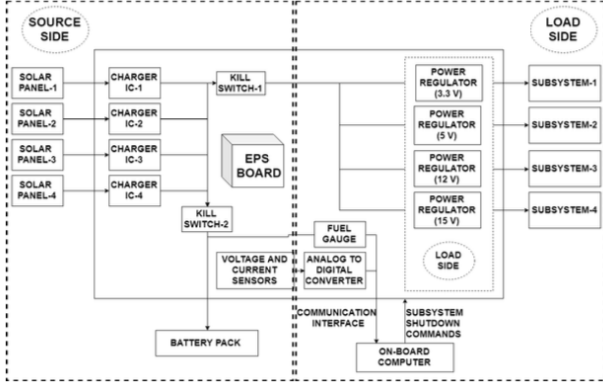 SOURCE
SIDE
LOAD
SIDE
SOLAR
PANEL-1
CHARGER
IC-1
KILL
SWITCH-1
POWER
REGULATOR
(3.3 V)
SUBSYSTEM-1
SOLAR
PANEL-2
CHARGER
IC-2
POWER
REGULATOR
(5 V)
SUBSYSTEM-2
SOLAR
PANEL-3
CHARGER
IC-3
EPS
BOARD
POWER
REGULATOR
(12 V)
SUBSYSTEM-3
SOLAR
PANEL-4
CHARGER
IC-4
KILL
SWITCH-2
POWER
REGULATOR
(15 V)
SUBSYSTEM-4
FUEL
GAUGE
VOLTAGE AND
CURRENT
SENSORS
ANALOG TO
DIGITAL
CONVERTER
LOAD
SIDE
COMMUNICATION
INTERFACE
SUBSYSTEM
SHUTDOWN
COMMANDS
BATTERY PACK
ON-BOARD
COMPUTER